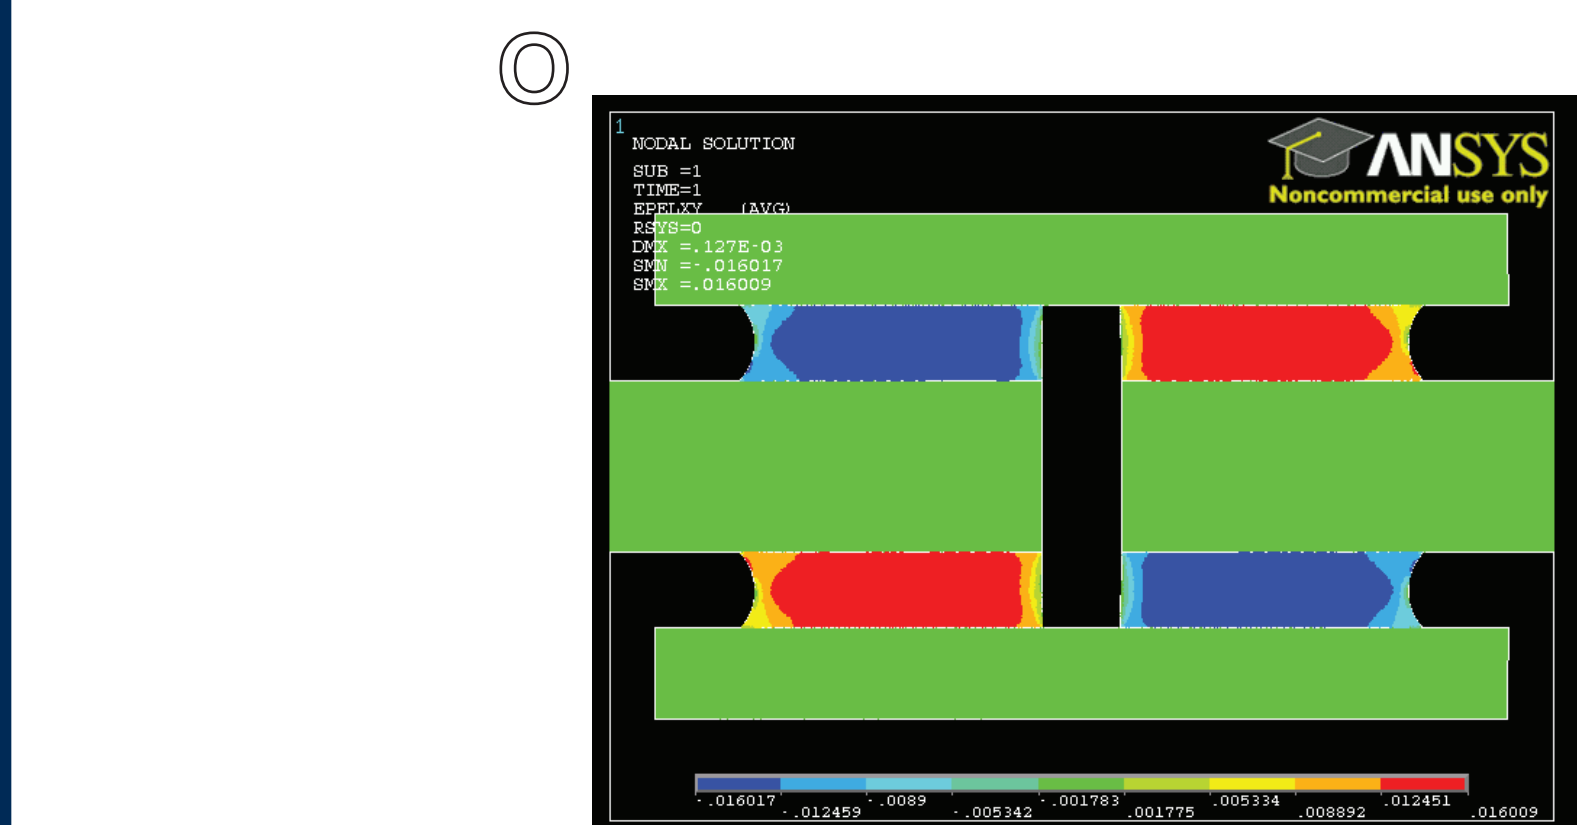 O
1
NODAL SOLUTION
SUB =1
TIME=1
EPELXY (AVG)
RSYS=0
DMX =.127E-03
SMN =-.016017
SMX =.016009
ANSYS
Noncommercial use only
-.016017 -.0089 -.001783 .005334 .012451
-.012459 -.005342 .001775 .008892 .016009